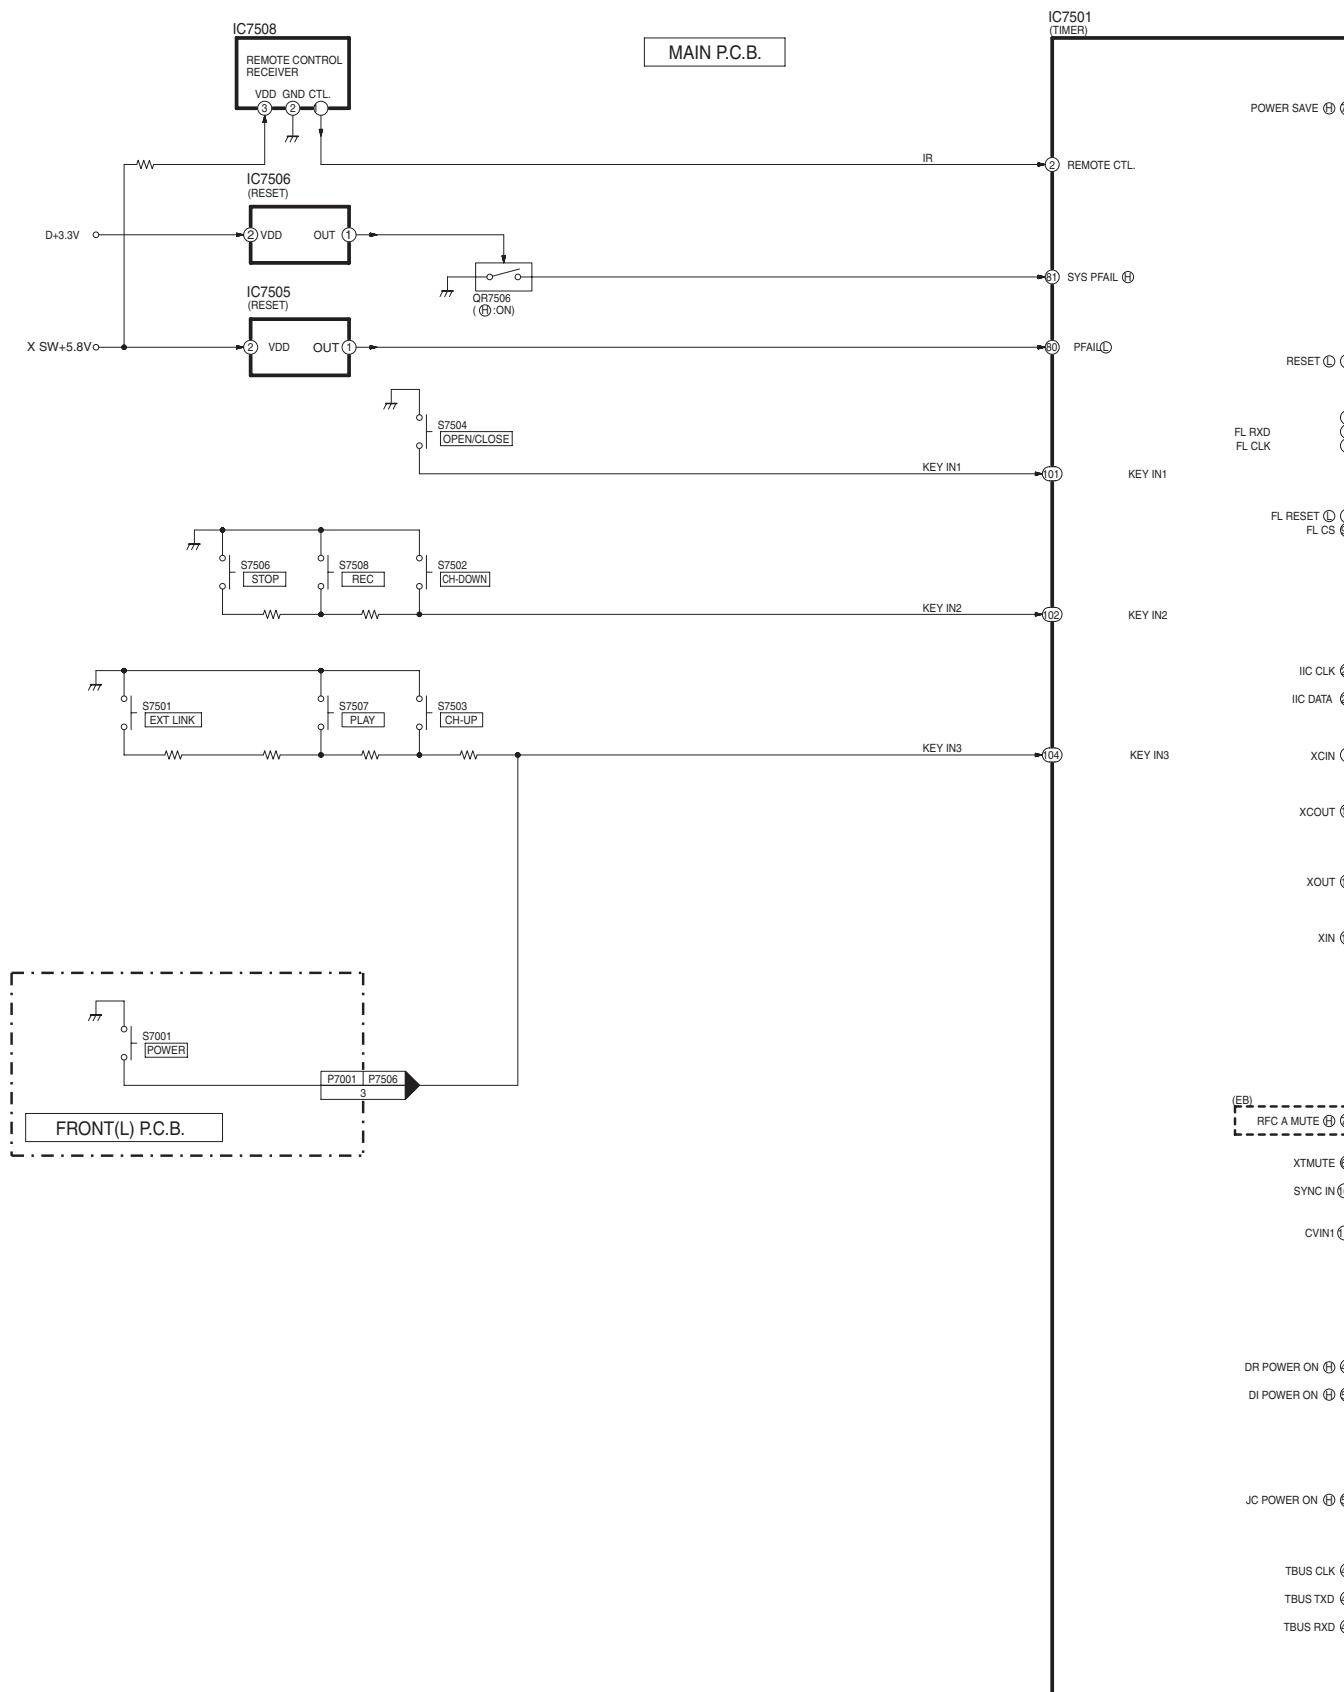 IC7508
REMOTE CONTROL
RECEIVER
VDD GND CTL.
3 2
MAIN P.C.B.
IC7501
(TIMER)
POWER SAVE H
IR
2 REMOTE CTL.
IC7506
(RESET)
D+3.3V
2 VDD OUT 1
QR7506
( H :ON)
81 SYS PFAIL H
IC7505
(RESET)
X SW+5.8V
2 VDD OUT 1
80 PFAIL L
RESET L
S7504
OPEN/CLOSE
FL RXD
FL CLK
KEY IN1
101 KEY IN1
FL RESET L
FL CS
S7506
STOP
S7508
REC
S7502
CH-DOWN
KEY IN2
102 KEY IN2
IIC CLK
IIC DATA
S7501
EXT LINK
S7507
PLAY
S7503
CH-UP
KEY IN3
104 KEY IN3
XCIN
XCOUT
XOUT
XIN
S7001
POWER
P7001 P7506
3
FRONT(L) P.C.B.
(EB)
RFC A MUTE H
XTMUTE
SYNC IN
CVIN1
DR POWER ON H
DI POWER ON H
JC POWER ON H
TBUS CLK
TBUS TXD
TBUS RXD